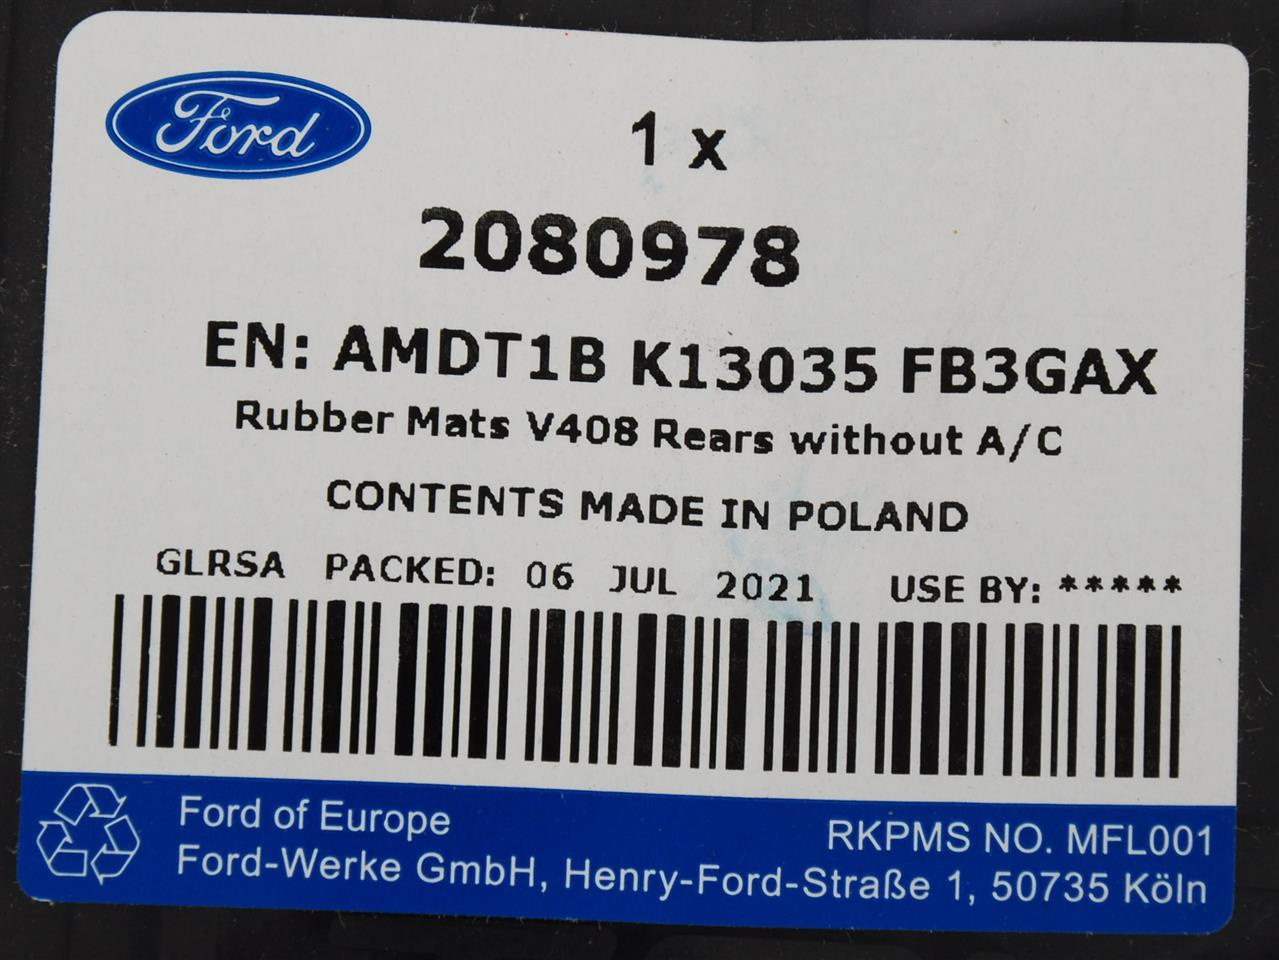 Ford
1 x
2080978
EN: AMDT1B K13035 FB3GAX
Rubber Mats V408 Rears without A/C
CONTENTS MADE IN POLAND
GLRSA PACKED: 06 JUL 2021 USE BY: *****
Ford of Europe
RKPMS NO. MFL001
Ford-Werke GmbH, Henry-Ford-Straße 1, 50735 Köln